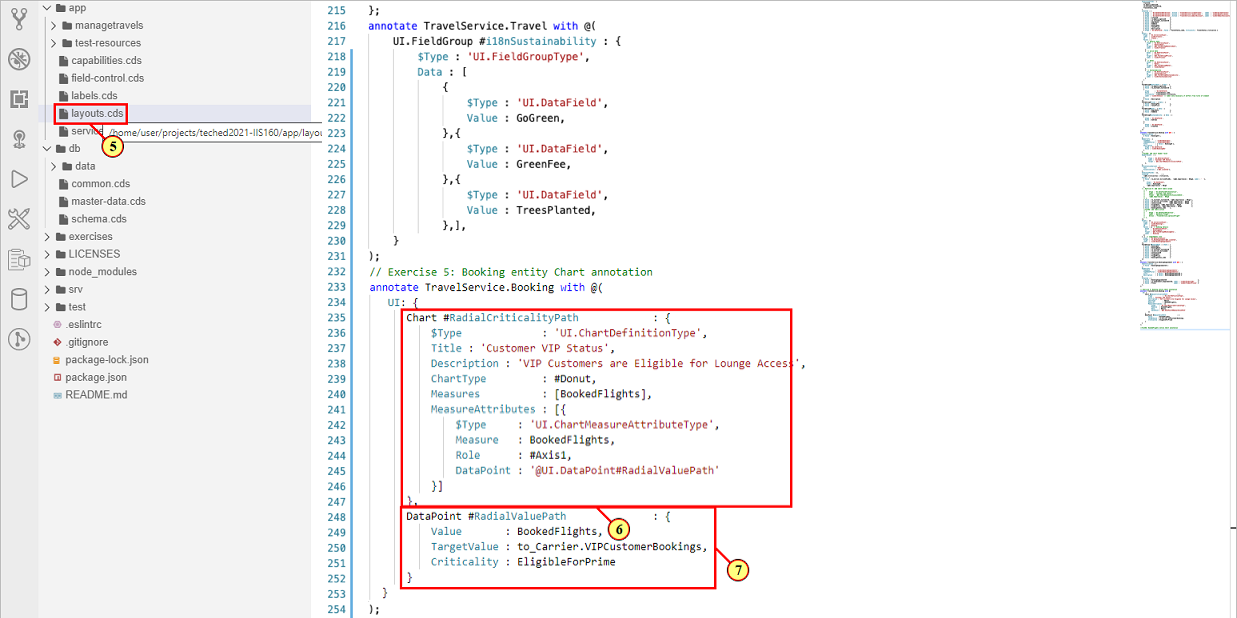 app
managetravels
test-resources
capabilities.cds
field-control.cds
labels.cds
layouts.cds
service
/home/user/projects/teched2021-IIS160/app/layou
5
db
data
common.cds
master-data.cds
schema.cds
exercises
LICENSES
node_modules
srv
test
.eslintrc
.gitignore
package-lock.json
package.json
README.md
215 };
216 annotate TravelService.Travel with @(
217 UI.FieldGroup #i18nSustainability : {
218 $Type : 'UI.FieldGroupType',
219 Data : [
220 {
221 $Type : 'UI.DataField',
222 Value : GoGreen,
223 },{
224 $Type : 'UI.DataField',
225 Value : GreenFee,
226 },{
227 $Type : 'UI.DataField',
228 Value : TreesPlanted,
229 },],
230 }
231 );
232 // Exercise 5: Booking entity Chart annotation
233 annotate TravelService.Booking with @(
234 UI: {
235 Chart #RadialCriticalityPath : {
236 $Type : 'UI.ChartDefinitionType',
237 Title : 'Customer VIP Status',
238 Description : 'VIP Customers are Eligible for Lounge Access',
239 ChartType : #Donut,
240 Measures : [BookedFlights],
241 MeasureAttributes : [{
242 $Type : 'UI.ChartMeasureAttributeType',
243 Measure : BookedFlights,
244 Role : #Axis1,
245 DataPoint : '@UI.DataPoint#RadialValuePath'
246 }]
247 },
248 DataPoint #RadialValuePath : {
249 Value : BookedFlights,
250 TargetValue : to_Carrier.VIPCustomerBookings,
251 Criticality : EligibleForPrime
252 }
253 }
254 );
6
7